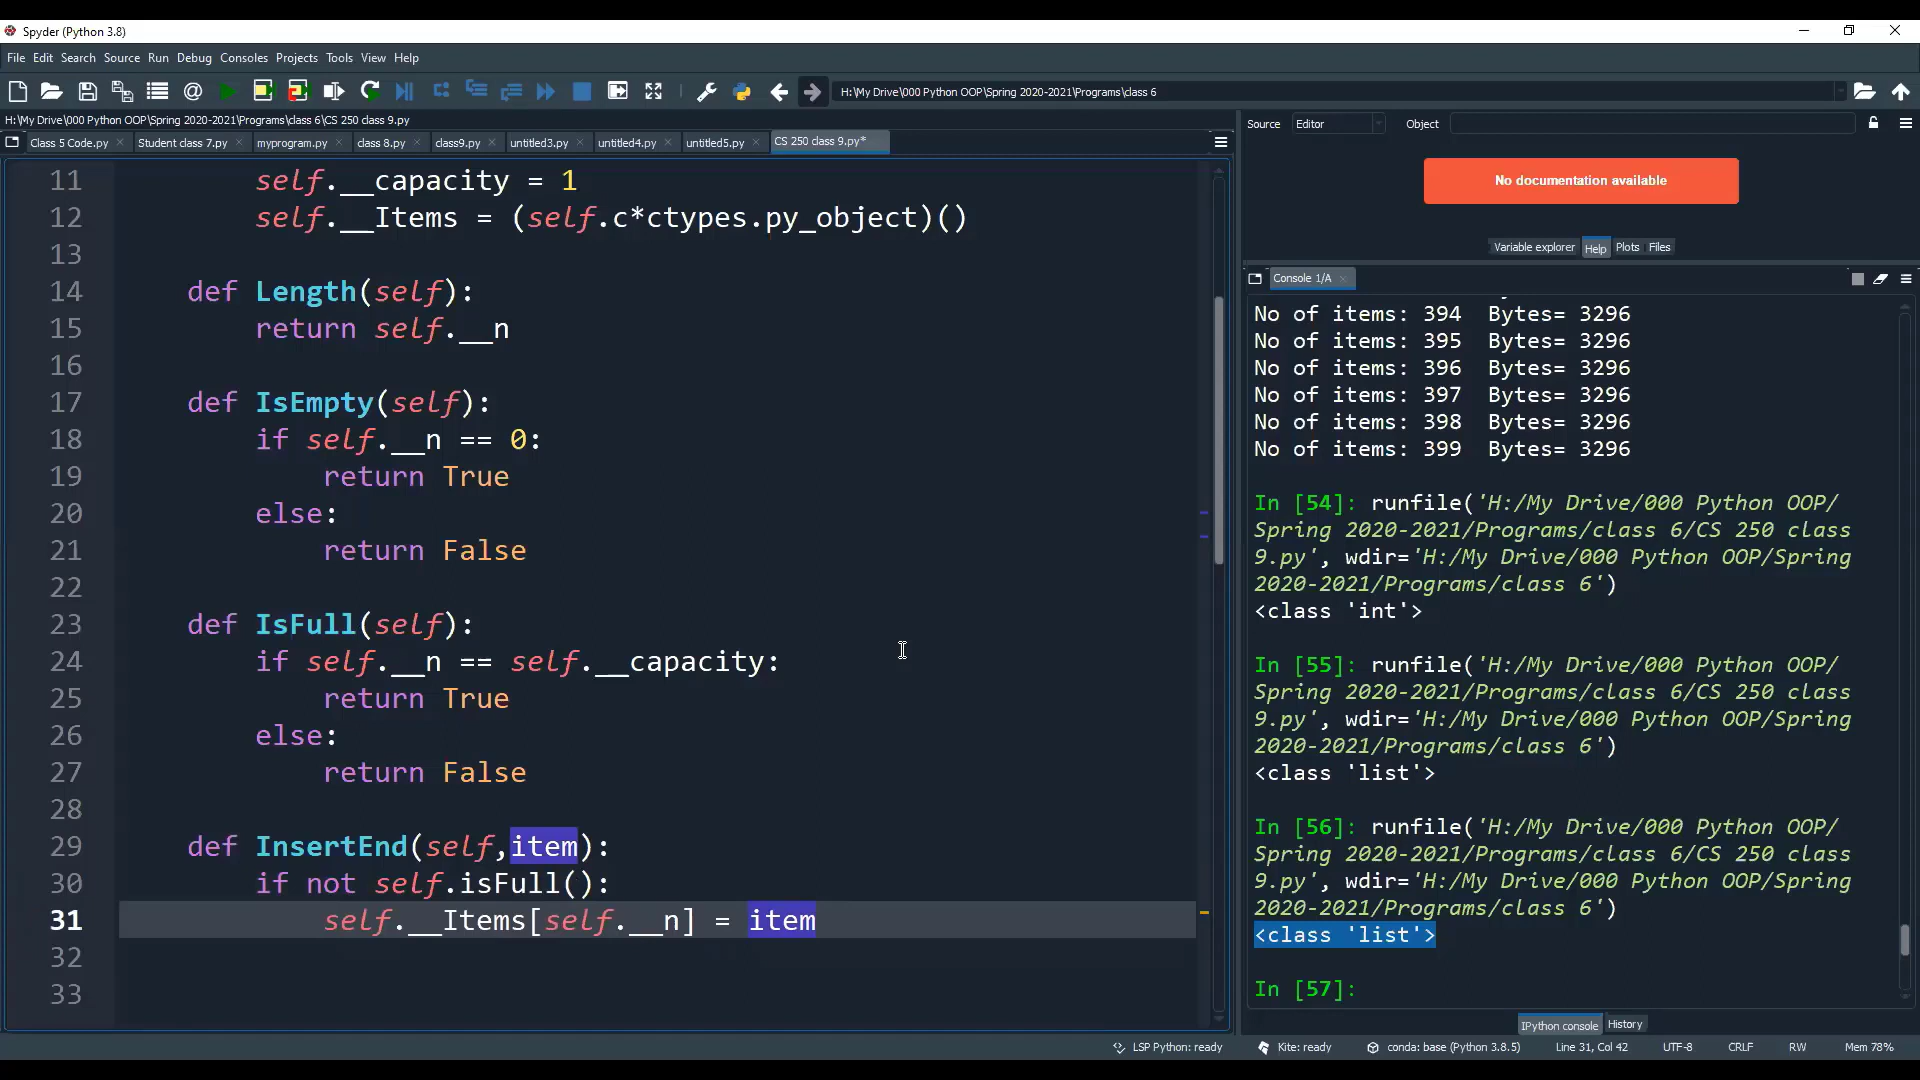 Spyder (Python 3.8)
File Edit Search Source Run Debug Consoles Projects Tools View Help
H:\My Drive\000 Python OOP\Spring 2020-2021\Programs\class 6
H:\My Drive\000 Python OOP\Spring 2020-2021\Programs\class 6\CS 250 class 9.py
Class 5 Code.py Student class 7.py myprogram.py class 8.py class9.py untitled3.py untitled4.py untitled5.py CS 250 class 9.py*
11 self.__capacity = 1
12 self.__Items = (self.c*ctypes.py_object)()
13
14 def Length(self):
15 return self.__n
16
17 def IsEmpty(self):
18 if self.__n == 0:
19 return True
20 else:
21 return False
22
23 def IsFull(self):
24 if self.__n == self.__capacity:
25 return True
26 else:
27 return False
28
29 def InsertEnd(self,item):
30 if not self.isFull():
31 self.__Items[self.__n] = item
32
33
Source Editor Object
No documentation available
Variable explorer Help Plots Files
Console 1/A
No of items: 394 Bytes= 3296
No of items: 395 Bytes= 3296
No of items: 396 Bytes= 3296
No of items: 397 Bytes= 3296
No of items: 398 Bytes= 3296
No of items: 399 Bytes= 3296
In [54]: runfile('H:/My Drive/000 Python OOP/
Spring 2020-2021/Programs/class 6/CS 250 class
9.py', wdir='H:/My Drive/000 Python OOP/Spring
2020-2021/Programs/class 6')
<class 'int'>
In [55]: runfile('H:/My Drive/000 Python OOP/
Spring 2020-2021/Programs/class 6/CS 250 class
9.py', wdir='H:/My Drive/000 Python OOP/Spring
2020-2021/Programs/class 6')
<class 'list'>
In [56]: runfile('H:/My Drive/000 Python OOP/
Spring 2020-2021/Programs/class 6/CS 250 class
9.py', wdir='H:/My Drive/000 Python OOP/Spring
2020-2021/Programs/class 6')
<class 'list'>
In [57]:
IPython console History
LSP Python: ready Kite: ready conda: base (Python 3.8.5) Line 31, Col 42 UTF-8 CRLF RW Mem 78%